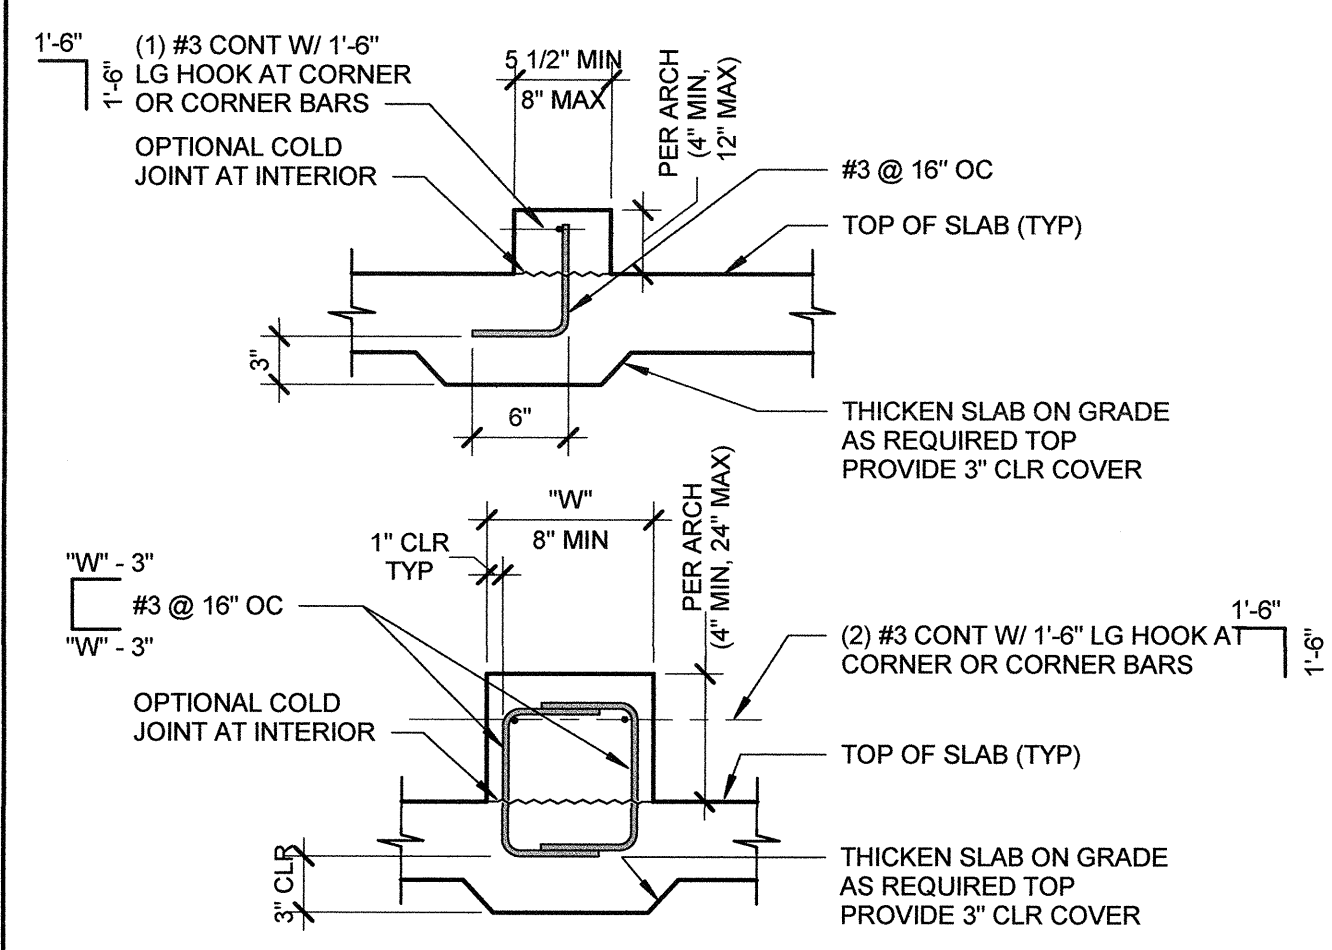 1'-6"
1'-6"
(1) #3 CONT W/ 1'-6"
LG HOOK AT CORNER
OR CORNER BARS
OPTIONAL COLD
JOINT AT INTERIOR
5 1/2" MIN
8" MAX
PER ARCH
(4" MIN,
12" MAX)
#3 @ 16" OC
TOP OF SLAB (TYP)
3"
6"
THICKEN SLAB ON GRADE
AS REQUIRED TOP
PROVIDE 3" CLR COVER
"W"
8" MIN
1" CLR
TYP
PER ARCH
(4" MIN, 24" MAX)
"W" - 3"
#3 @ 16" OC
"W" - 3"
(2) #3 CONT W/ 1'-6" LG HOOK AT
CORNER OR CORNER BARS
1'-6"
1'-6"
OPTIONAL COLD
JOINT AT INTERIOR
TOP OF SLAB (TYP)
3" CLR
THICKEN SLAB ON GRADE
AS REQUIRED TOP
PROVIDE 3" CLR COVER